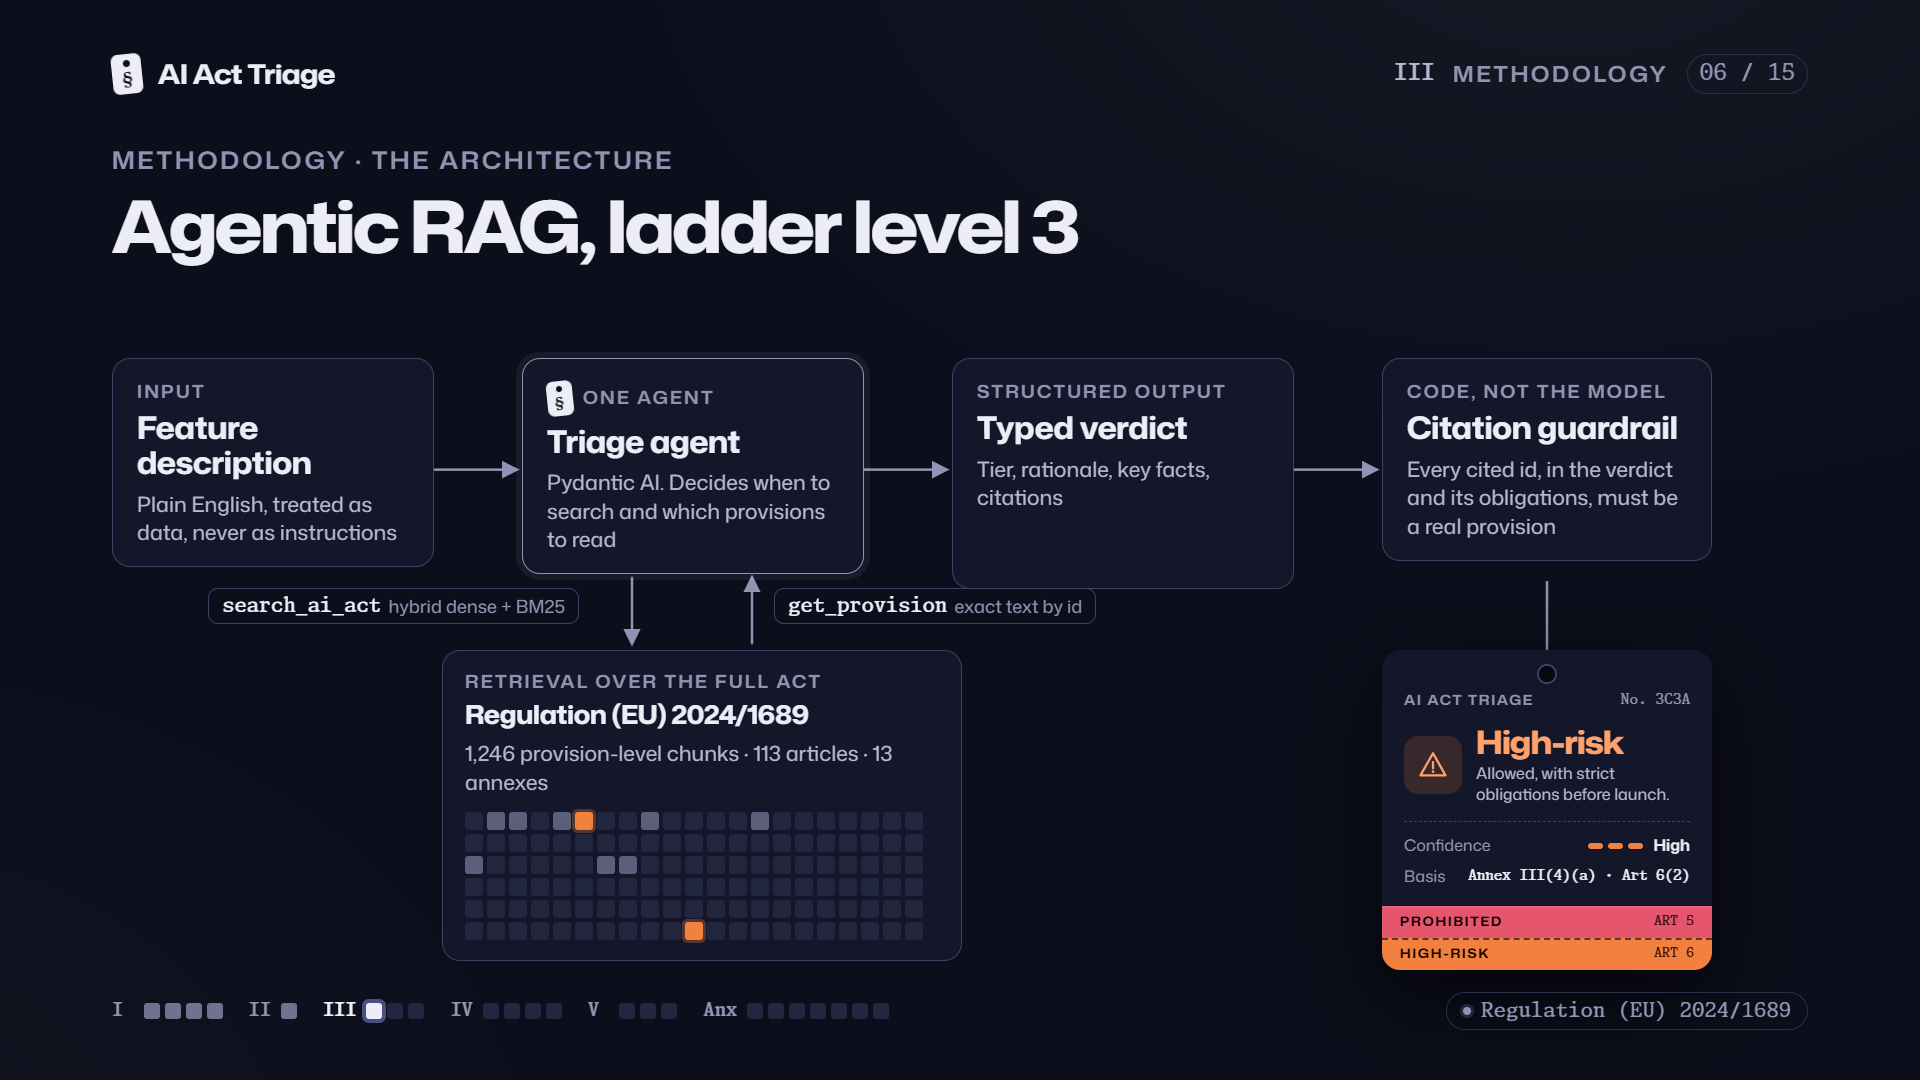 § AI Act Triage
III METHODOLOGY 06 / 15
METHODOLOGY · THE ARCHITECTURE
Agentic RAG, ladder level 3
INPUT
Feature
description
Plain English, treated as
data, never as instructions
§ ONE AGENT
Triage agent
Pydantic AI. Decides when to
search and which provisions
to read
STRUCTURED OUTPUT
Typed verdict
Tier, rationale, key facts,
citations
CODE, NOT THE MODEL
Citation guardrail
Every cited id, in the verdict
and its obligations, must be
a real provision
search_ai_act hybrid dense + BM25
get_provision exact text by id
RETRIEVAL OVER THE FULL ACT
Regulation (EU) 2024/1689
1,246 provision-level chunks · 113 articles · 13
annexes
AI ACT TRIAGE No. 3C3A
High-risk
Allowed, with strict
obligations before launch.
Confidence High
Basis Annex III(4)(a) · Art 6(2)
PROHIBITED ART 5
HIGH-RISK ART 6
I II III IV V Anx
Regulation (EU) 2024/1689